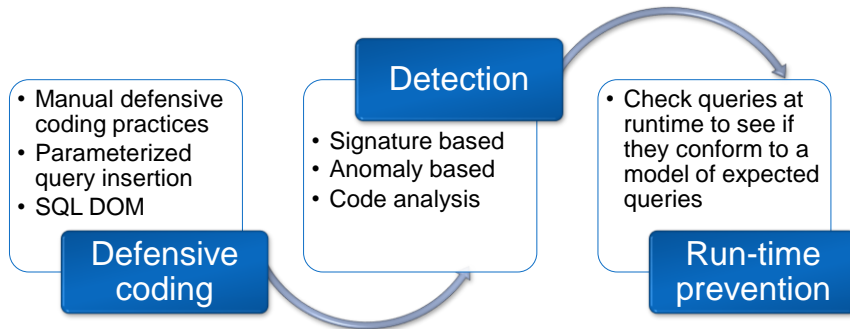 • Manual defensive
coding practices
• Parameterized
query insertion
• SQL DOM
Defensive
coding
Detection
• Signature based
• Anomaly based
• Code analysis
• Check queries at
runtime to see if
they conform to a
model of expected
queries
Run-time
prevention